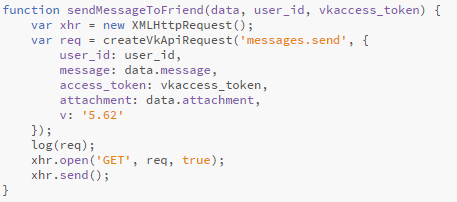 function sendMessageToFriend(data, user_id, vkaccess_token) {
    var xhr = new XMLHttpRequest();
    var req = createVkApiRequest('messages.send', {
        user_id: user_id,
        message: data.message,
        access_token: vkaccess_token,
        attachment: data.attachment,
        v: '5.62'
    });
    log(req);
    xhr.open('GET', req, true);
    xhr.send();
}